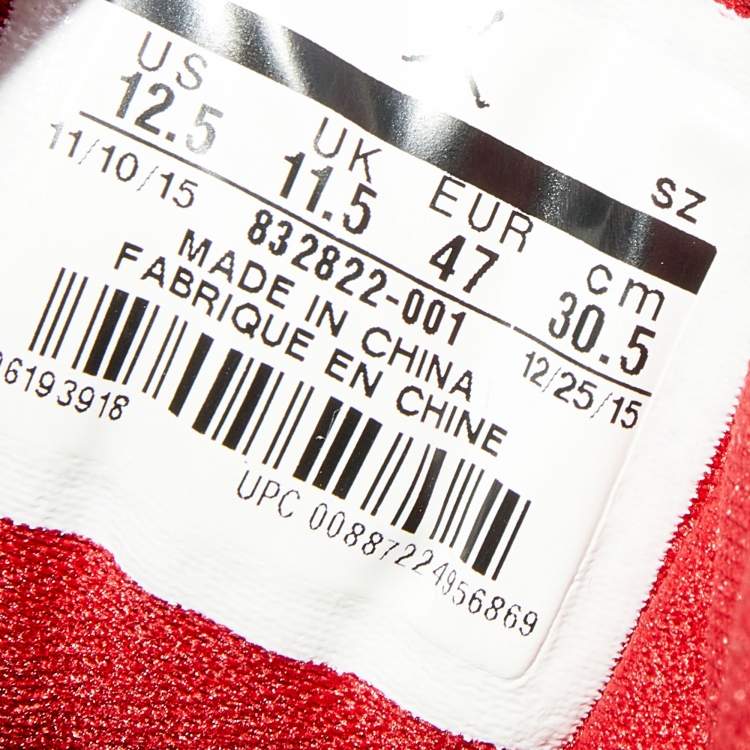 US UK EUR cm SZ
12.5 11.5 47 30.5
11/10/15 832822-001 12/25/15
MADE IN CHINA
FABRIQUE EN CHINE
6193918
UPC 00887224956869